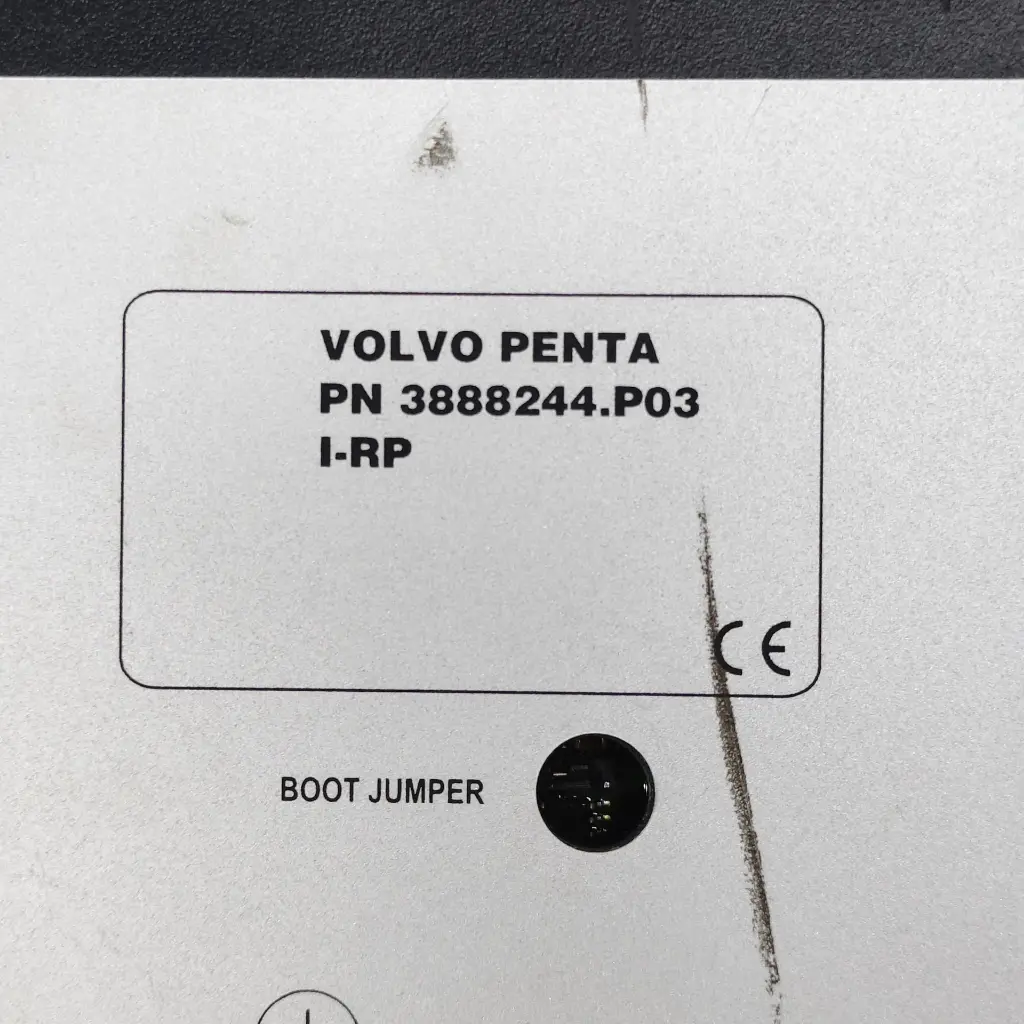 VOLVO PENTA
PN 3888244.P03
I-RP
CE
BOOT JUMPER